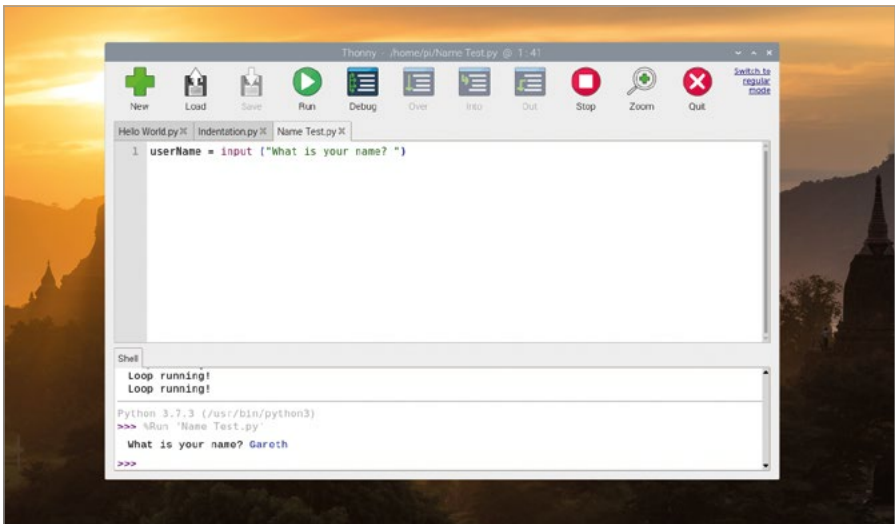 Thonny - /home/pi/Name Test.py @ 1:41
Switch to
regular
mode
New Load Save Run Debug Over Into Out Stop Zoom Quit
Hello World.py Indentation.py Name Test.py
1 userName = input ("What is your name? ")
Shell
Loop running!
Loop running!
Python 3.7.3 (/usr/bin/python3)
>>> %Run 'Name Test.py'
What is your name? Gareth
>>>